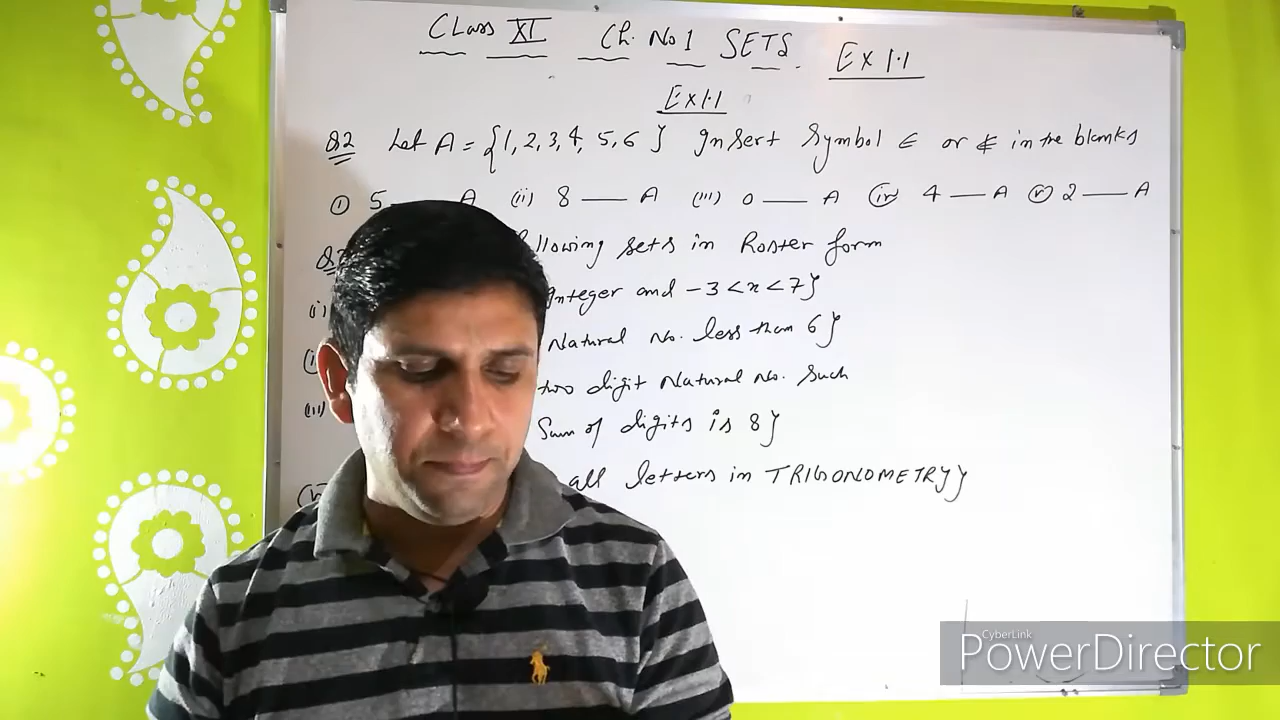 CLass XI Ch. No 1 SETS Ex 1.1
Ex 1.1
Q2 Let A = {1, 2, 3, 4, 5, 6 } Insert Symbol ∈ or ∉ in the blanks
(i) 5 —— A (ii) 8 —— A (iii) 0 —— A (iv) 4 —— A (v) 2 —— A
llowing sets in Roster form
(i) Integer and -3 < x < 7}
Natural No. less than 6}
two digit Natural No. such
(iii)
Sum of digits is 8}
all letters in TRIGONOMETRY}
CyberLink
PowerDirector